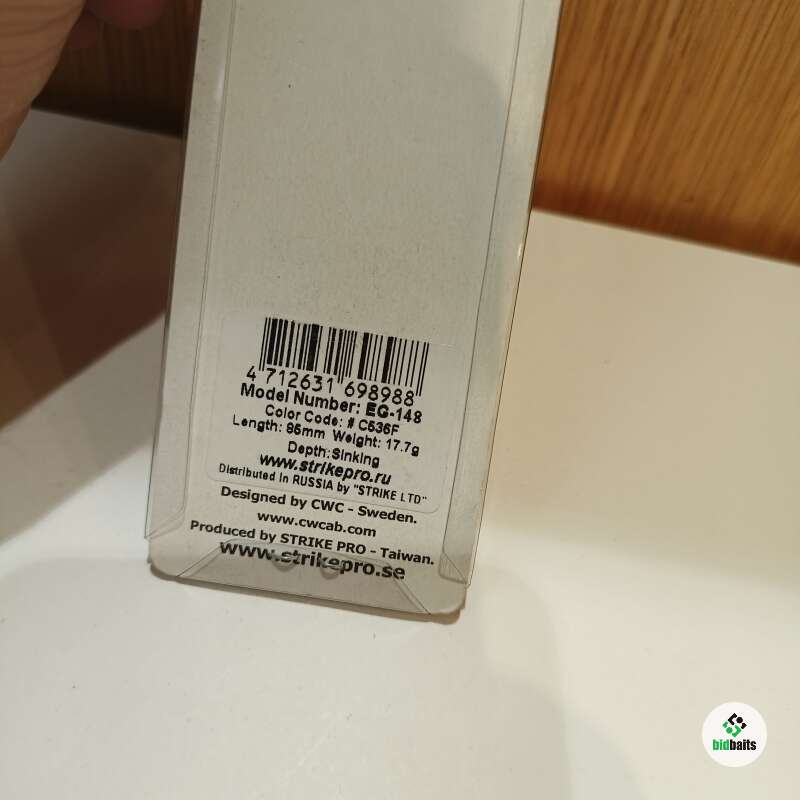 4 712631 698988
Model Number: EG-148
Color Code: # C536F
Length: 85mm Weight: 17.7g
Depth:Sinking
www.strikepro.ru
Distributed in RUSSIA by "STRIKE LTD"
Designed by CWC - Sweden.
www.cwcab.com
Produced by STRIKE PRO - Taiwan.
www.strikepro.se
bidbaits